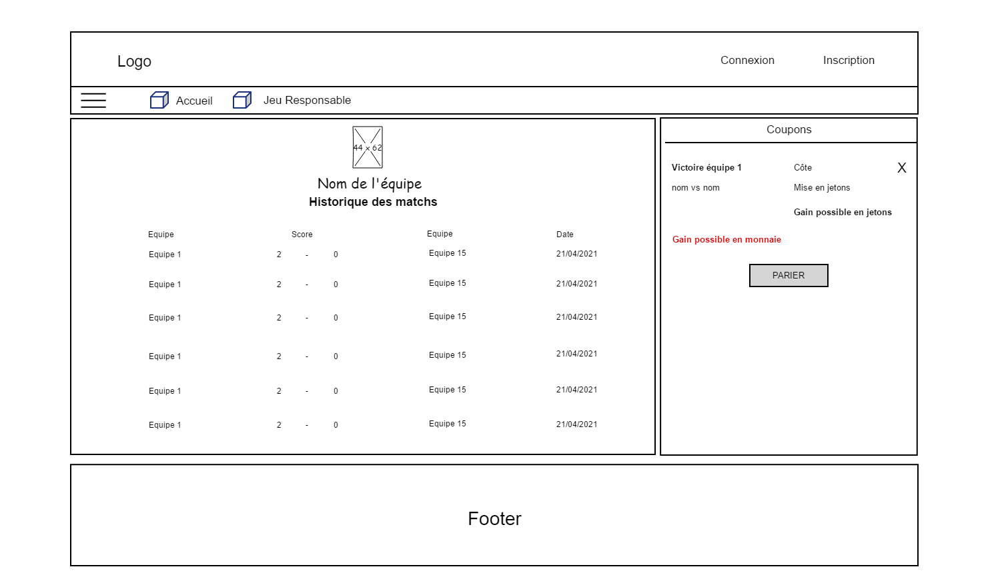 Logo
Connexion Inscription
Accueil Jeu Responsable
44 x 62
Nom de l'équipe
Historique des matchs
Equipe Score Equipe Date
Equipe 1 2 - 0 Equipe 15 21/04/2021
Equipe 1 2 - 0 Equipe 15 21/04/2021
Equipe 1 2 - 0 Equipe 15 21/04/2021
Equipe 1 2 - 0 Equipe 15 21/04/2021
Equipe 1 2 - 0 Equipe 15 21/04/2021
Equipe 1 2 - 0 Equipe 15 21/04/2021
Coupons
Victoire équipe 1 Côte X
nom vs nom Mise en jetons
Gain possible en jetons
Gain possible en monnaie
PARIER
Footer